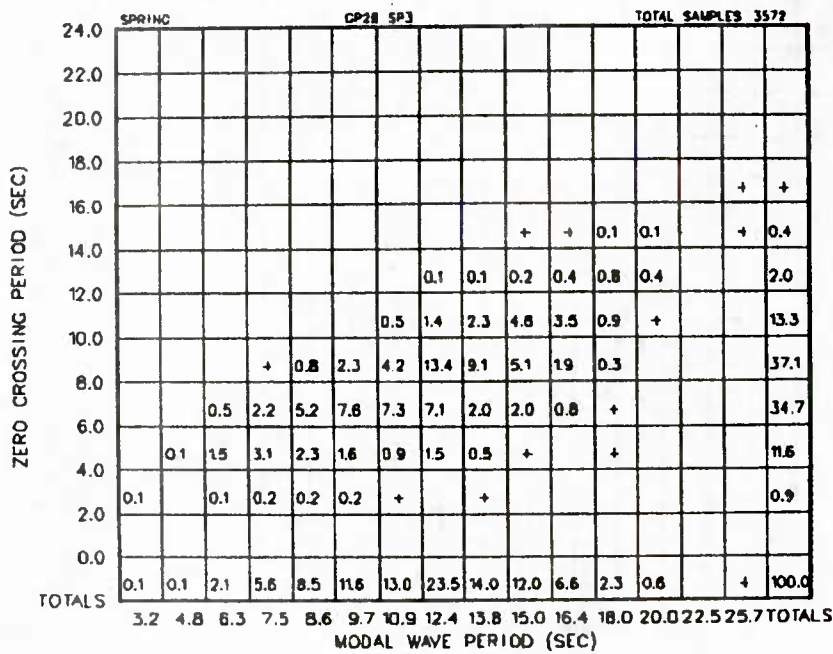 SPRING GP28 SP3 TOTAL SAMPLES 3572
24.0
22.0
20.0
18.0
+ +
16.0
+ + 0.1 0.1 + 0.4
14.0
0.1 0.1 0.2 0.4 0.8 0.4 2.0
12.0
0.5 1.4 2.3 4.6 3.5 0.9 + 13.3
10.0
+ 0.8 2.3 4.2 13.4 9.1 5.1 1.9 0.3 37.1
8.0
0.5 2.2 5.2 7.6 7.3 7.1 2.0 2.0 0.8 + 34.7
6.0
0.1 1.5 3.1 2.3 1.6 0.9 1.5 0.5 + + 11.6
4.0
0.1 0.1 0.2 0.2 0.2 + + 0.9
2.0
0.0
0.1 0.1 2.1 5.6 8.5 11.6 13.0 23.5 14.0 12.0 6.6 2.3 0.6 + 100.0
TOTALS
3.2 4.8 6.3 7.5 8.6 9.7 10.9 12.4 13.8 15.0 16.4 18.0 20.0 22.5 25.7 TOTALS
MODAL WAVE PERIOD (SEC)
ZERO CROSSING PERIOD (SEC)